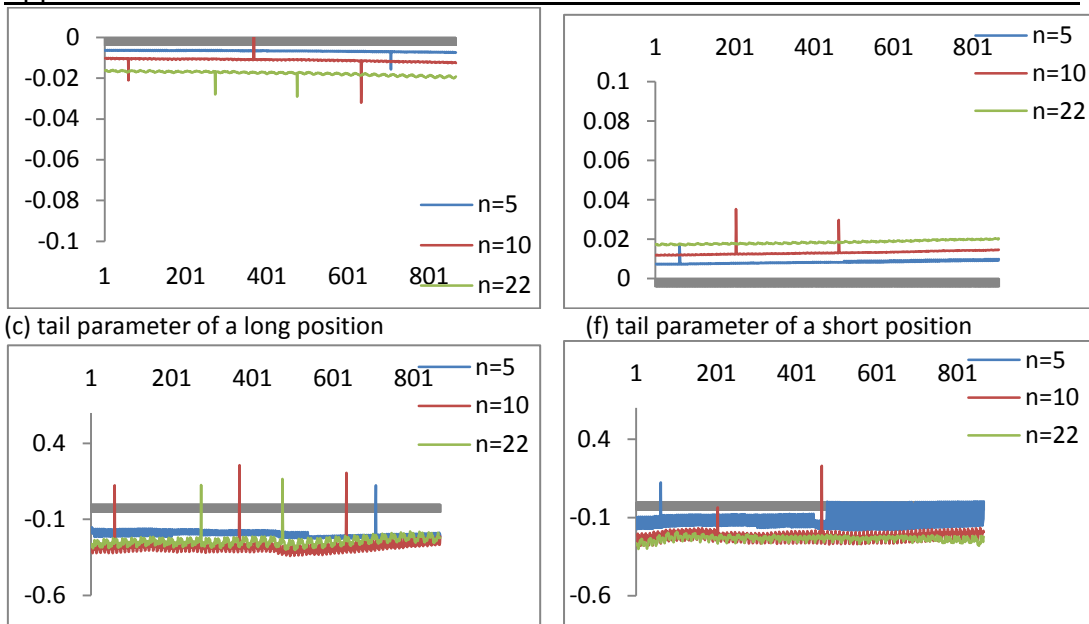 0
-0.02
-0.04
-0.06
-0.08
-0.1
1 201 401 601 801
n=5
n=10
n=22
1 201 401 601 801
0.1
0.08
0.06
0.04
0.02
0
n=5
n=10
n=22
(c) tail parameter of a long position
(f) tail parameter of a short position
1 201 401 601 801
0.4
-0.1
-0.6
n=5
n=10
n=22
1 201 401 601 801
0.4
-0.1
-0.6
n=5
n=10
n=22